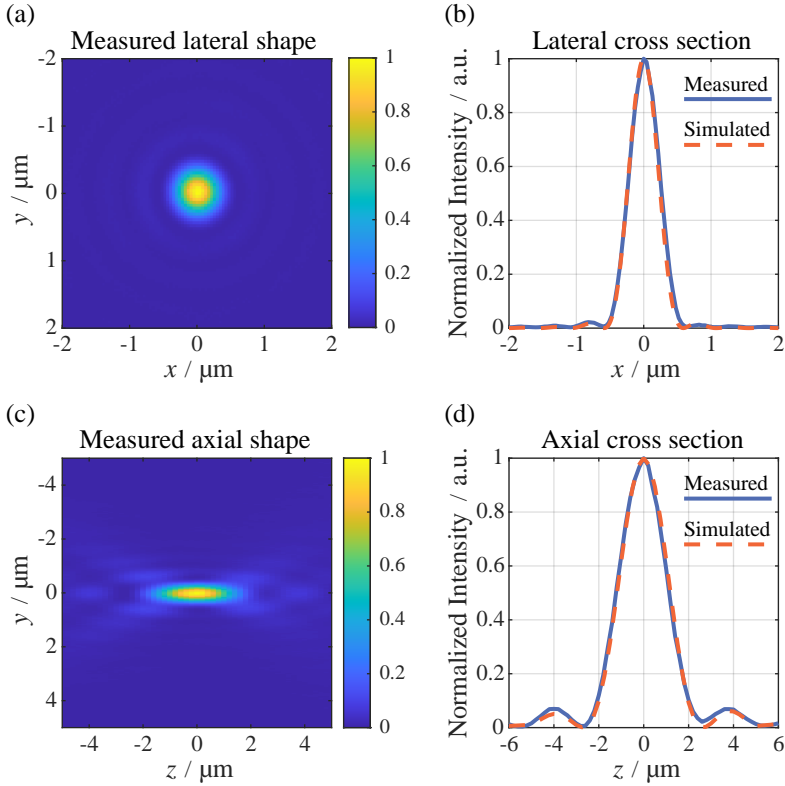 (a)
Measured lateral shape
-2
-1
0
1
2
y / μm
-2
-1
0
1
2
x / μm
1
0.8
0.6
0.4
0.2
0
(b)
Lateral cross section
Normalized Intensity / a.u.
1
0.8
0.6
0.4
0.2
0
Measured
Simulated
-2
-1
0
1
2
x / μm
(c)
Measured axial shape
-4
-2
0
2
4
y / μm
-4
-2
0
2
4
z / μm
1
0.8
0.6
0.4
0.2
0
(d)
Axial cross section
Normalized Intensity / a.u.
1
0.8
0.6
0.4
0.2
0
Measured
Simulated
-6
-4
-2
0
2
4
6
z / μm